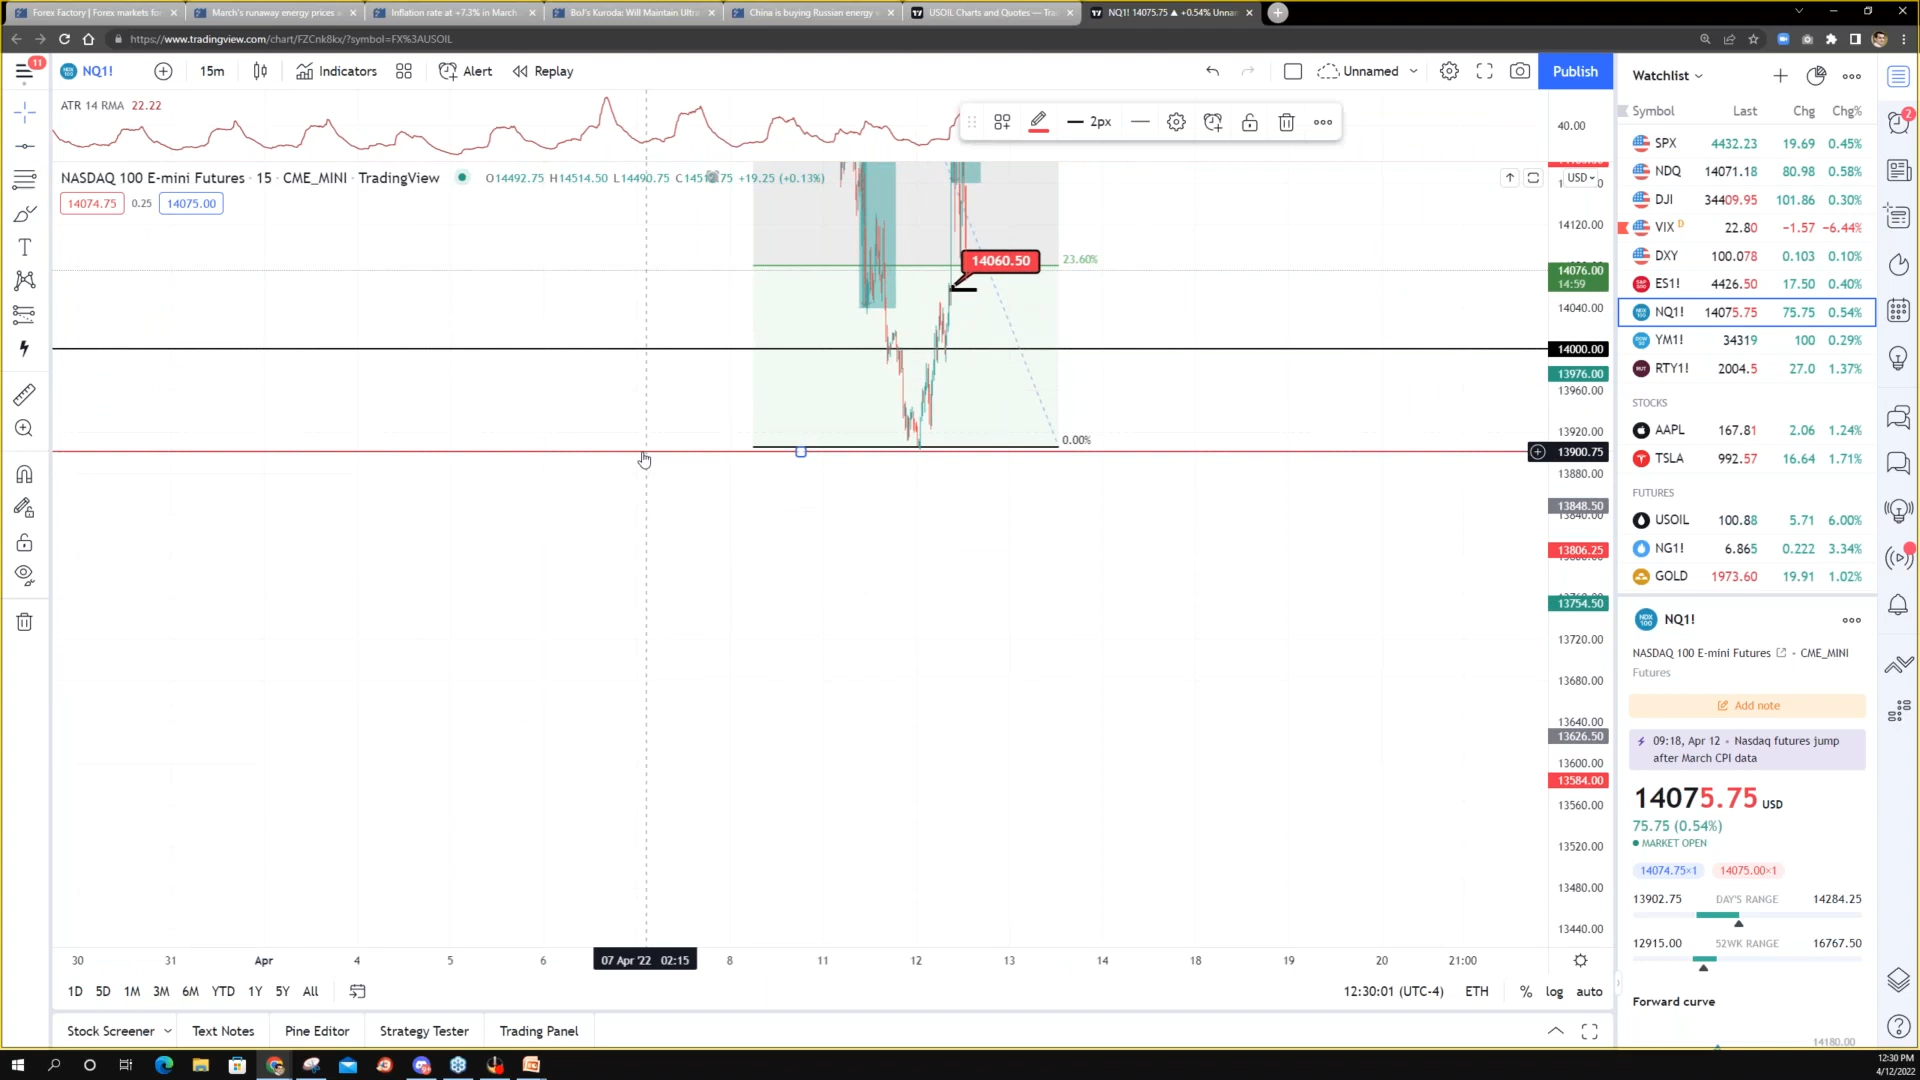 Forex Factory | Forex markets for
March's runaway energy prices
Inflation rate at +7.3% in March
BoJ's Kuroda: Will Maintain Ultra
China is buying Russian energy
USOIL Charts and Quotes — Tra
NQ1! 14075.75 ▲ +0.54% Unnan
https://www.tradingview.com/chart/FZCnk8kx/?symbol=FX%3AUSOIL
11
NQ1!
15m
Indicators
Alert
Replay
Unnamed
Publish
ATR 14 RMA 22.22
40.00
2px
NASDAQ 100 E-mini Futures · 15 · CME_MINI · TradingView
O14492.75 H14514.50 L14490.75
+19.25 (+0.13%)
USD
14074.75
0.25
14075.00
14120.00
14060.50
23.60%
14076.00
14:59
14040.00
14000.00
13976.00
13960.00
13920.00
0.00%
13900.75
13880.00
13848.50
13806.25
13754.50
13720.00
13680.00
13640.00
13626.50
13600.00
13584.00
13560.00
13520.00
13480.00
13440.00
30
31
Apr
4
5
6
07 Apr '22 02:15
8
11
12
13
14
18
19
20
21:00
1D 5D 1M 3M 6M YTD 1Y 5Y All
12:30:01 (UTC-4)
ETH
%
log
auto
Stock Screener
Text Notes
Pine Editor
Strategy Tester
Trading Panel
Watchlist
Symbol Last Chg Chg%
SPX 4432.23 19.69 0.45%
NDQ 14071.18 80.98 0.58%
DJI 34409.95 101.86 0.30%
VIX D 22.80 −1.57 −6.44%
DXY 100.078 0.103 0.10%
ES1! 4426.50 17.50 0.40%
NQ1! 14075.75 75.75 0.54%
YM1! 34319 100 0.29%
RTY1! 2004.5 27.0 1.37%
STOCKS
AAPL 167.81 2.06 1.24%
TSLA 992.57 16.64 1.71%
FUTURES
USOIL 100.88 5.71 6.00%
NG1! 6.865 0.222 3.34%
GOLD 1973.60 19.91 1.02%
NQ1!
NASDAQ 100 E-mini Futures • CME_MINI
Futures
Add note
09:18, Apr 12 • Nasdaq futures jump
after March CPI data
14075.75 USD
75.75 (0.54%)
MARKET OPEN
14074.75×1
14075.00×1
13902.75 DAY'S RANGE 14284.25
12915.00 52WK RANGE 16767.50
Forward curve
14180.00
2
12:30 PM
4/12/2022